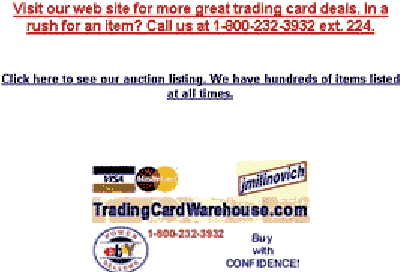 Visit our web site for more great trading card deals. In a
rush for an item? Call us at 1-800-232-3932 ext. 224.
Click here to see our auction listing. We have hundreds of items listed
at all times.
VISA MasterCard jmilinovich
TradingCardWarehouse.com
POWER
ebY
SELLERS
1-800-232-3932
Buy
with
CONFIDENCE!